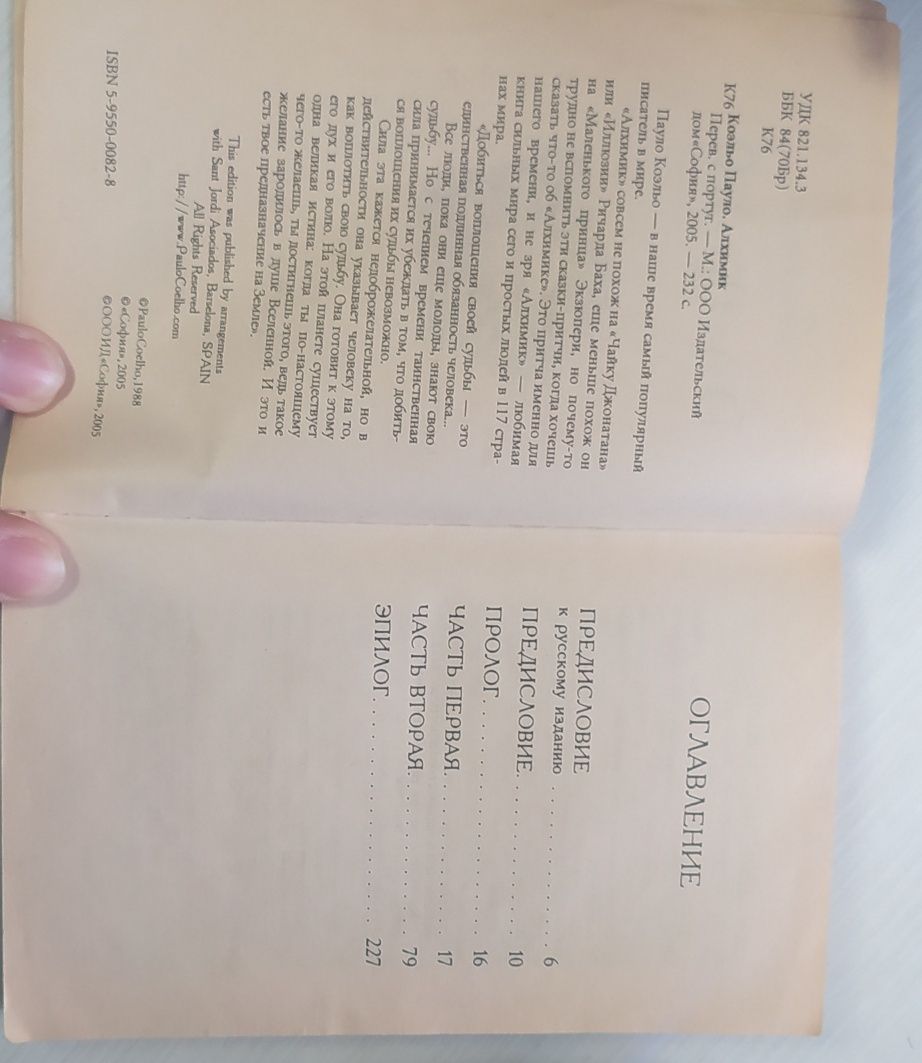 УДК 821.134.3
ББК 84(70Бр)
К76
К76 Коэльо Пауло. Алхимик
Перев. с португ. — М.: ООО Издательский
дом«София», 2005. — 232 с.
Пауло Коэльо — в наше время самый популярный
писатель в мире.
«Алхимик» совсем не похож на «Чайку Джонатана»
или «Иллюзии» Ричарда Баха, еще меньше похож он
на «Маленького принца» Экзюпери, но почему-то
трудно не вспомнить эти сказки-притчи, когда хочешь
сказать что-то об «Алхимике». Это притча именно для
нашего времени, и не зря «Алхимик» — любимая
книга сильных мира сего и простых людей в 117 стра-
нах мира.
«Добиться воплощения своей судьбы — это
единственная подлинная обязанность человека...
Все люди, пока они еще молоды, знают свою
судьбу... Но с течением времени таинственная
сила принимается их убеждать в том, что добить-
ся воплощения их судьбы невозможно.
Сила эта кажется недоброжелательной, но в
действительности она указывает человеку на то,
как воплотить свою судьбу. Она готовит к этому
его дух и его волю. На этой планете существует
одна великая истина: когда ты по-настоящему
чего-то желаешь, ты достигнешь этого, ведь такое
желание зародилось в душе Вселенной. И это и
есть твое предназначение на Земле».
This edition was published by arrangements
with Sant Jordi Asociados, Barselona, SPAIN
All Rights Reserved
http://www.PauloCoelho.com
©PauloCoelho,1988
©«София»,2005
ISBN 5-9550-0082-8
©ОООИД«София»,2005
ОГЛАВЛЕНИЕ
ПРЕДИСЛОВИЕ
к русскому изданию . . . . . . . . . . . . . 6
ПРЕДИСЛОВИЕ. . . . . . . . . . . . . 10
ПРОЛОГ. . . . . . . . . . . . . . . . . . 16
ЧАСТЬ ПЕРВАЯ. . . . . . . . . . . . . 17
ЧАСТЬ ВТОРАЯ. . . . . . . . . . . . . 79
ЭПИЛОГ. . . . . . . . . . . . . . . . . 227